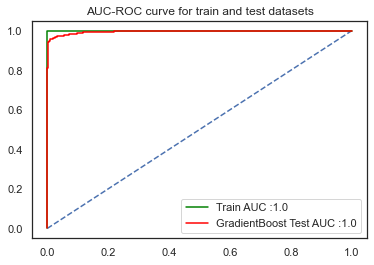 AUC-ROC curve for train and test datasets
1.0
0.8
0.6
0.4
0.2
0.0
Train AUC :1.0
GradientBoost Test AUC :1.0
0.0 0.2 0.4 0.6 0.8 1.0